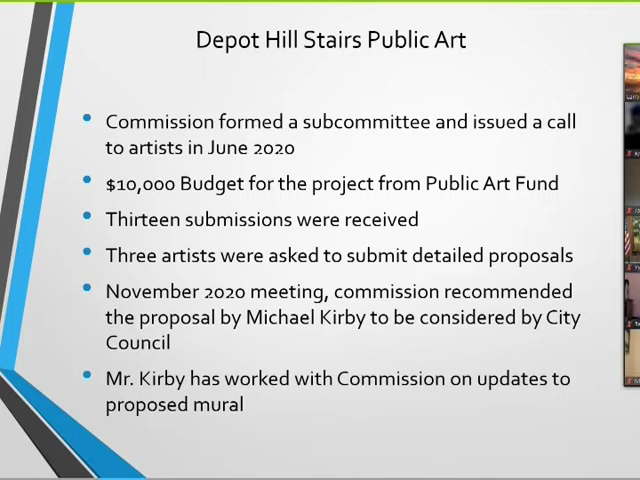 Depot Hill Stairs Public Art
Commission formed a subcommittee and issued a call
to artists in June 2020
$10,000 Budget for the project from Public Art Fund
Thirteen submissions were received
Three artists were asked to submit detailed proposals
November 2020 meeting, commission recommended
the proposal by Michael Kirby to be considered by City
Council
Mr. Kirby has worked with Commission on updates to
proposed mural